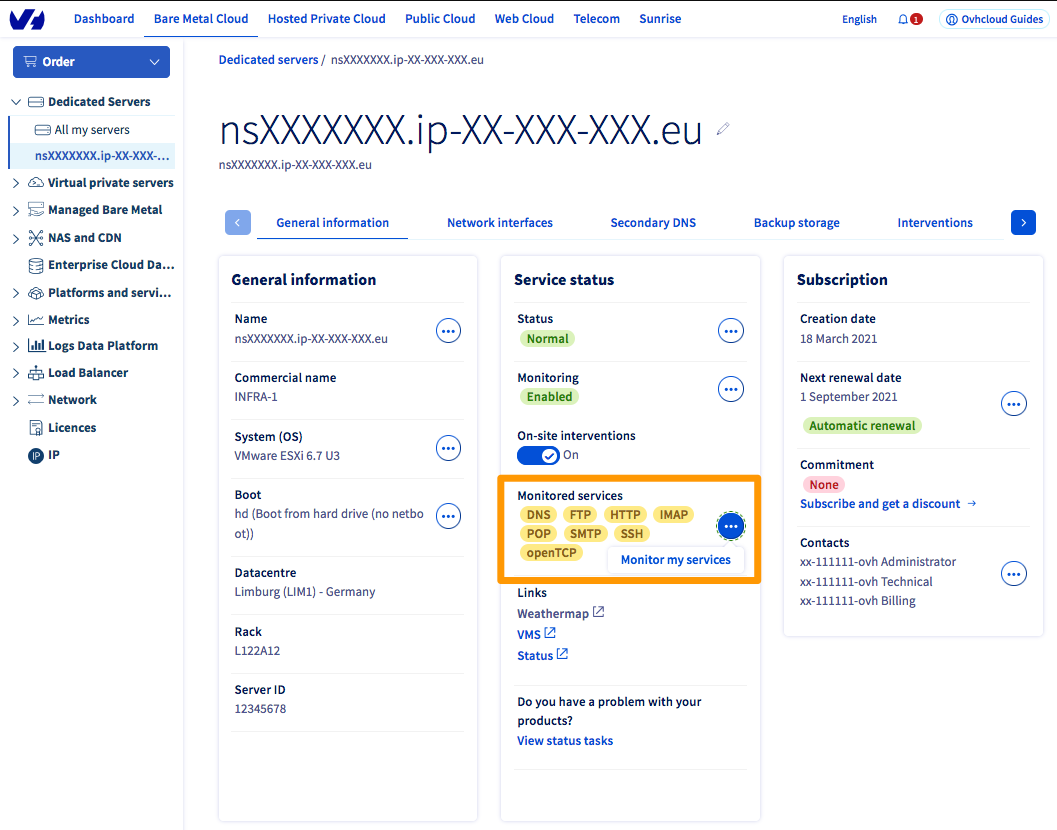 Dashboard Bare Metal Cloud Hosted Private Cloud Public Cloud Web Cloud Telecom Sunrise English 1 Ovhcloud Guides
Order
Dedicated Servers
All my servers
nsXXXXXXX.ip-XX-XXX-...
Virtual private servers
Managed Bare Metal
NAS and CDN
Enterprise Cloud Da...
Platforms and servi...
Metrics
Logs Data Platform
Load Balancer
Network
Licences
IP IP
Dedicated servers / nsXXXXXXX.ip-XX-XXX-XXX.eu
nsXXXXXXX.ip-XX-XXX-XXX.eu
nsXXXXXXX.ip-XX-XXX-XXX.eu
General information Network interfaces Secondary DNS Backup storage Interventions
General information
Name
nsXXXXXXX.ip-XX-XXX-XXX.eu
Commercial name
INFRA-1
System (OS)
VMware ESXi 6.7 U3
Boot
hd (Boot from hard drive (no netbo
ot))
Datacentre
Limburg (LIM1) - Germany
Rack
L122A12
Server ID
12345678
Service status
Status
Normal
Monitoring
Enabled
On-site interventions
On
Monitored services
DNS FTP HTTP IMAP
POP SMTP SSH
openTCP
Monitor my services
Links
Weathermap
VMS
Status
Do you have a problem with your
products?
View status tasks
Subscription
Creation date
18 March 2021
Next renewal date
1 September 2021
Automatic renewal
Commitment
None
Subscribe and get a discount →
Contacts
xx-111111-ovh Administrator
xx-111111-ovh Technical
xx-111111-ovh Billing